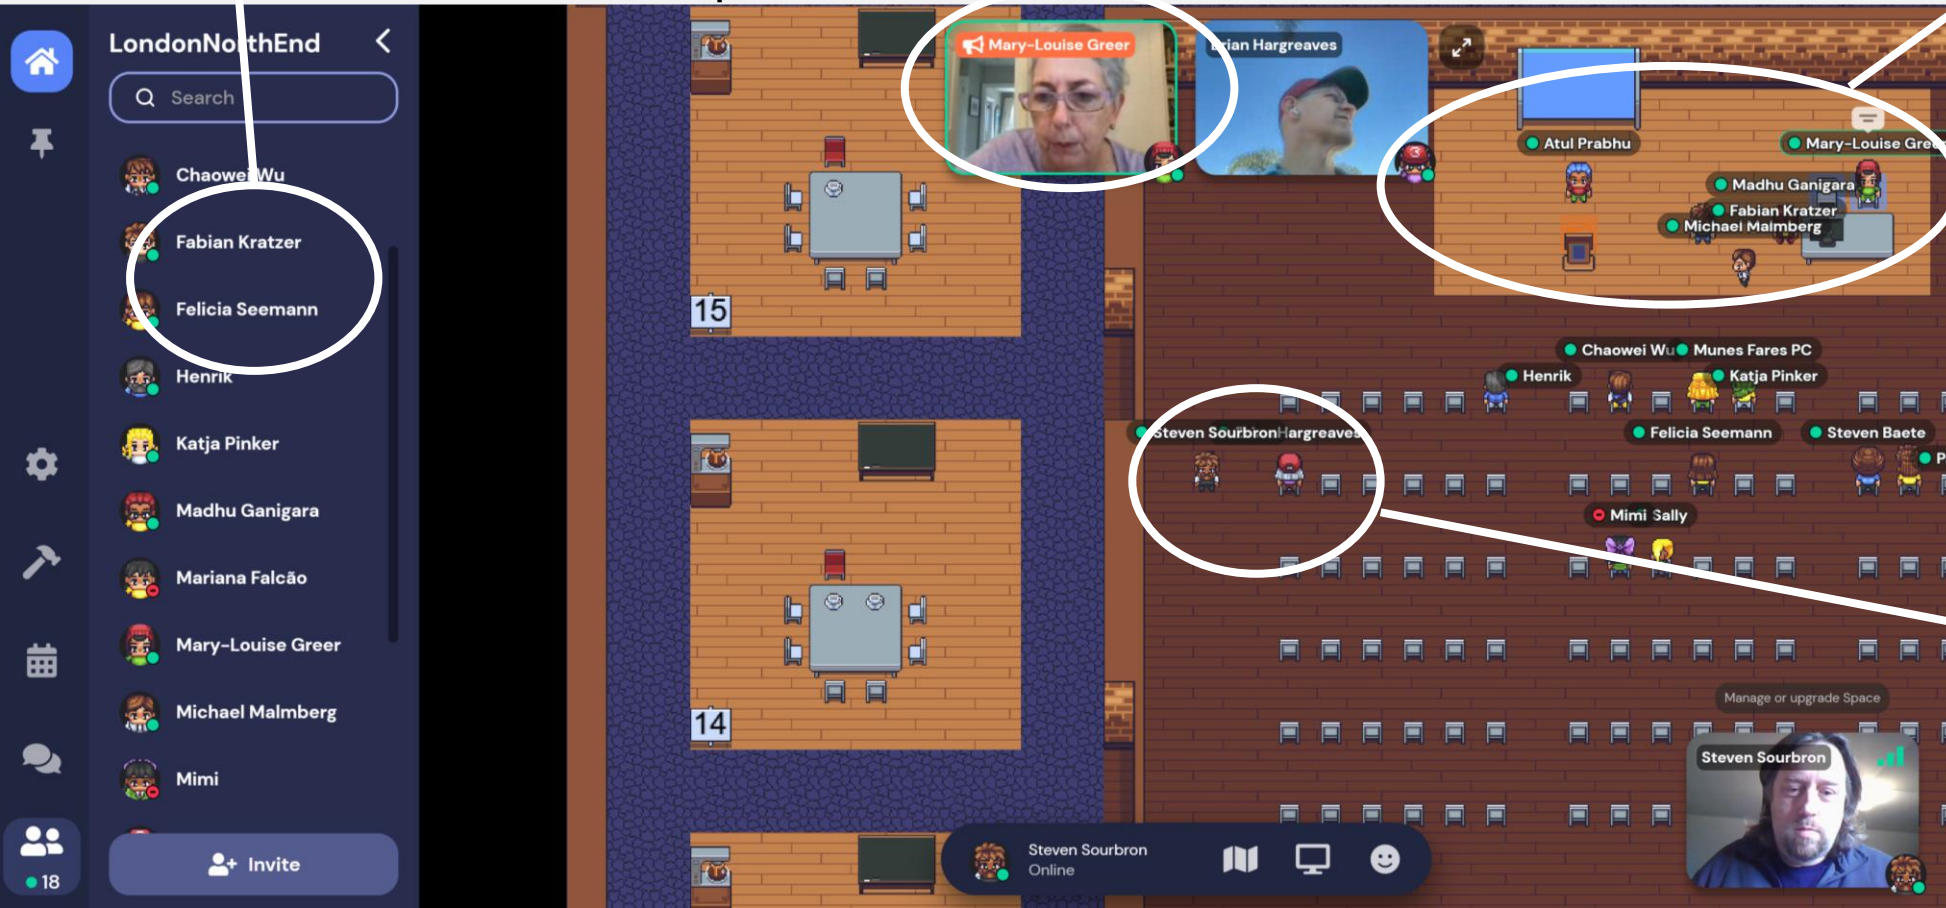 LondonNorthEnd
Search
Chaowei Wu
Fabian Kratzer
Felicia Seemann
Henrik
Katja Pinker
Madhu Ganigara
Mariana Falcão
Mary-Louise Greer
Michael Malmberg
Mimi
Invite
18
15
14
Mary-Louise Greer
Brian Hargreaves
Atul Prabhu
Mary-Louise Gree
Madhu Ganigara
Fabian Kratzer
Michael Malmberg
Chaowei Wu
Munes Fares PC
Henrik
Katja Pinker
Steven Sourbron
Hargreaves
Felicia Seemann
Steven Baete
P
Mimi
Sally
Manage or upgrade Space
Steven Sourbron
Steven Sourbron
Online